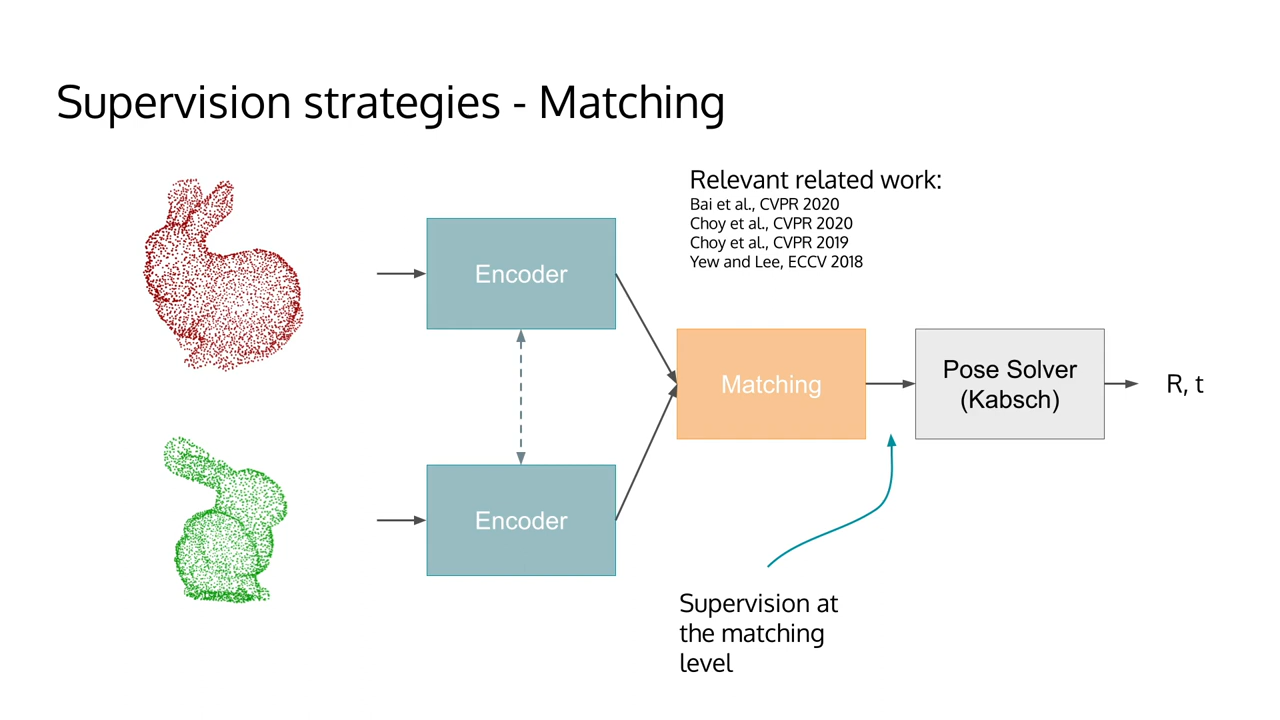 Supervision strategies - Matching
Relevant related work:
Bai et al., CVPR 2020
Choy et al., CVPR 2020
Choy et al., CVPR 2019
Yew and Lee, ECCV 2018
Encoder
Matching
Pose Solver
(Kabsch)
R, t
Encoder
Supervision at
the matching
level